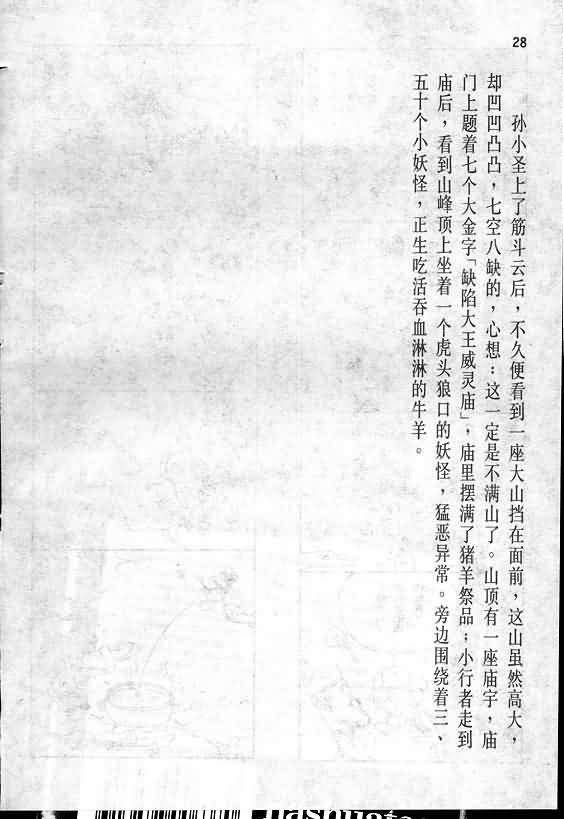 28
孙小圣上了筋斗云后，不久便看到一座大山挡在面前，这山虽然高大，
却凹凹凸凸，七空八缺的，心想：这一定是不满山了。山顶有一座庙宇，庙
门上题着七个大金字「缺陷大王威灵庙」，庙里摆满了猪羊祭品；小行者走到
庙后，看到山峰顶上坐着一个虎头狼口的妖怪，猛恶异常。旁边围绕着三、
五十个小妖怪，正生吃活吞血淋淋的牛羊。